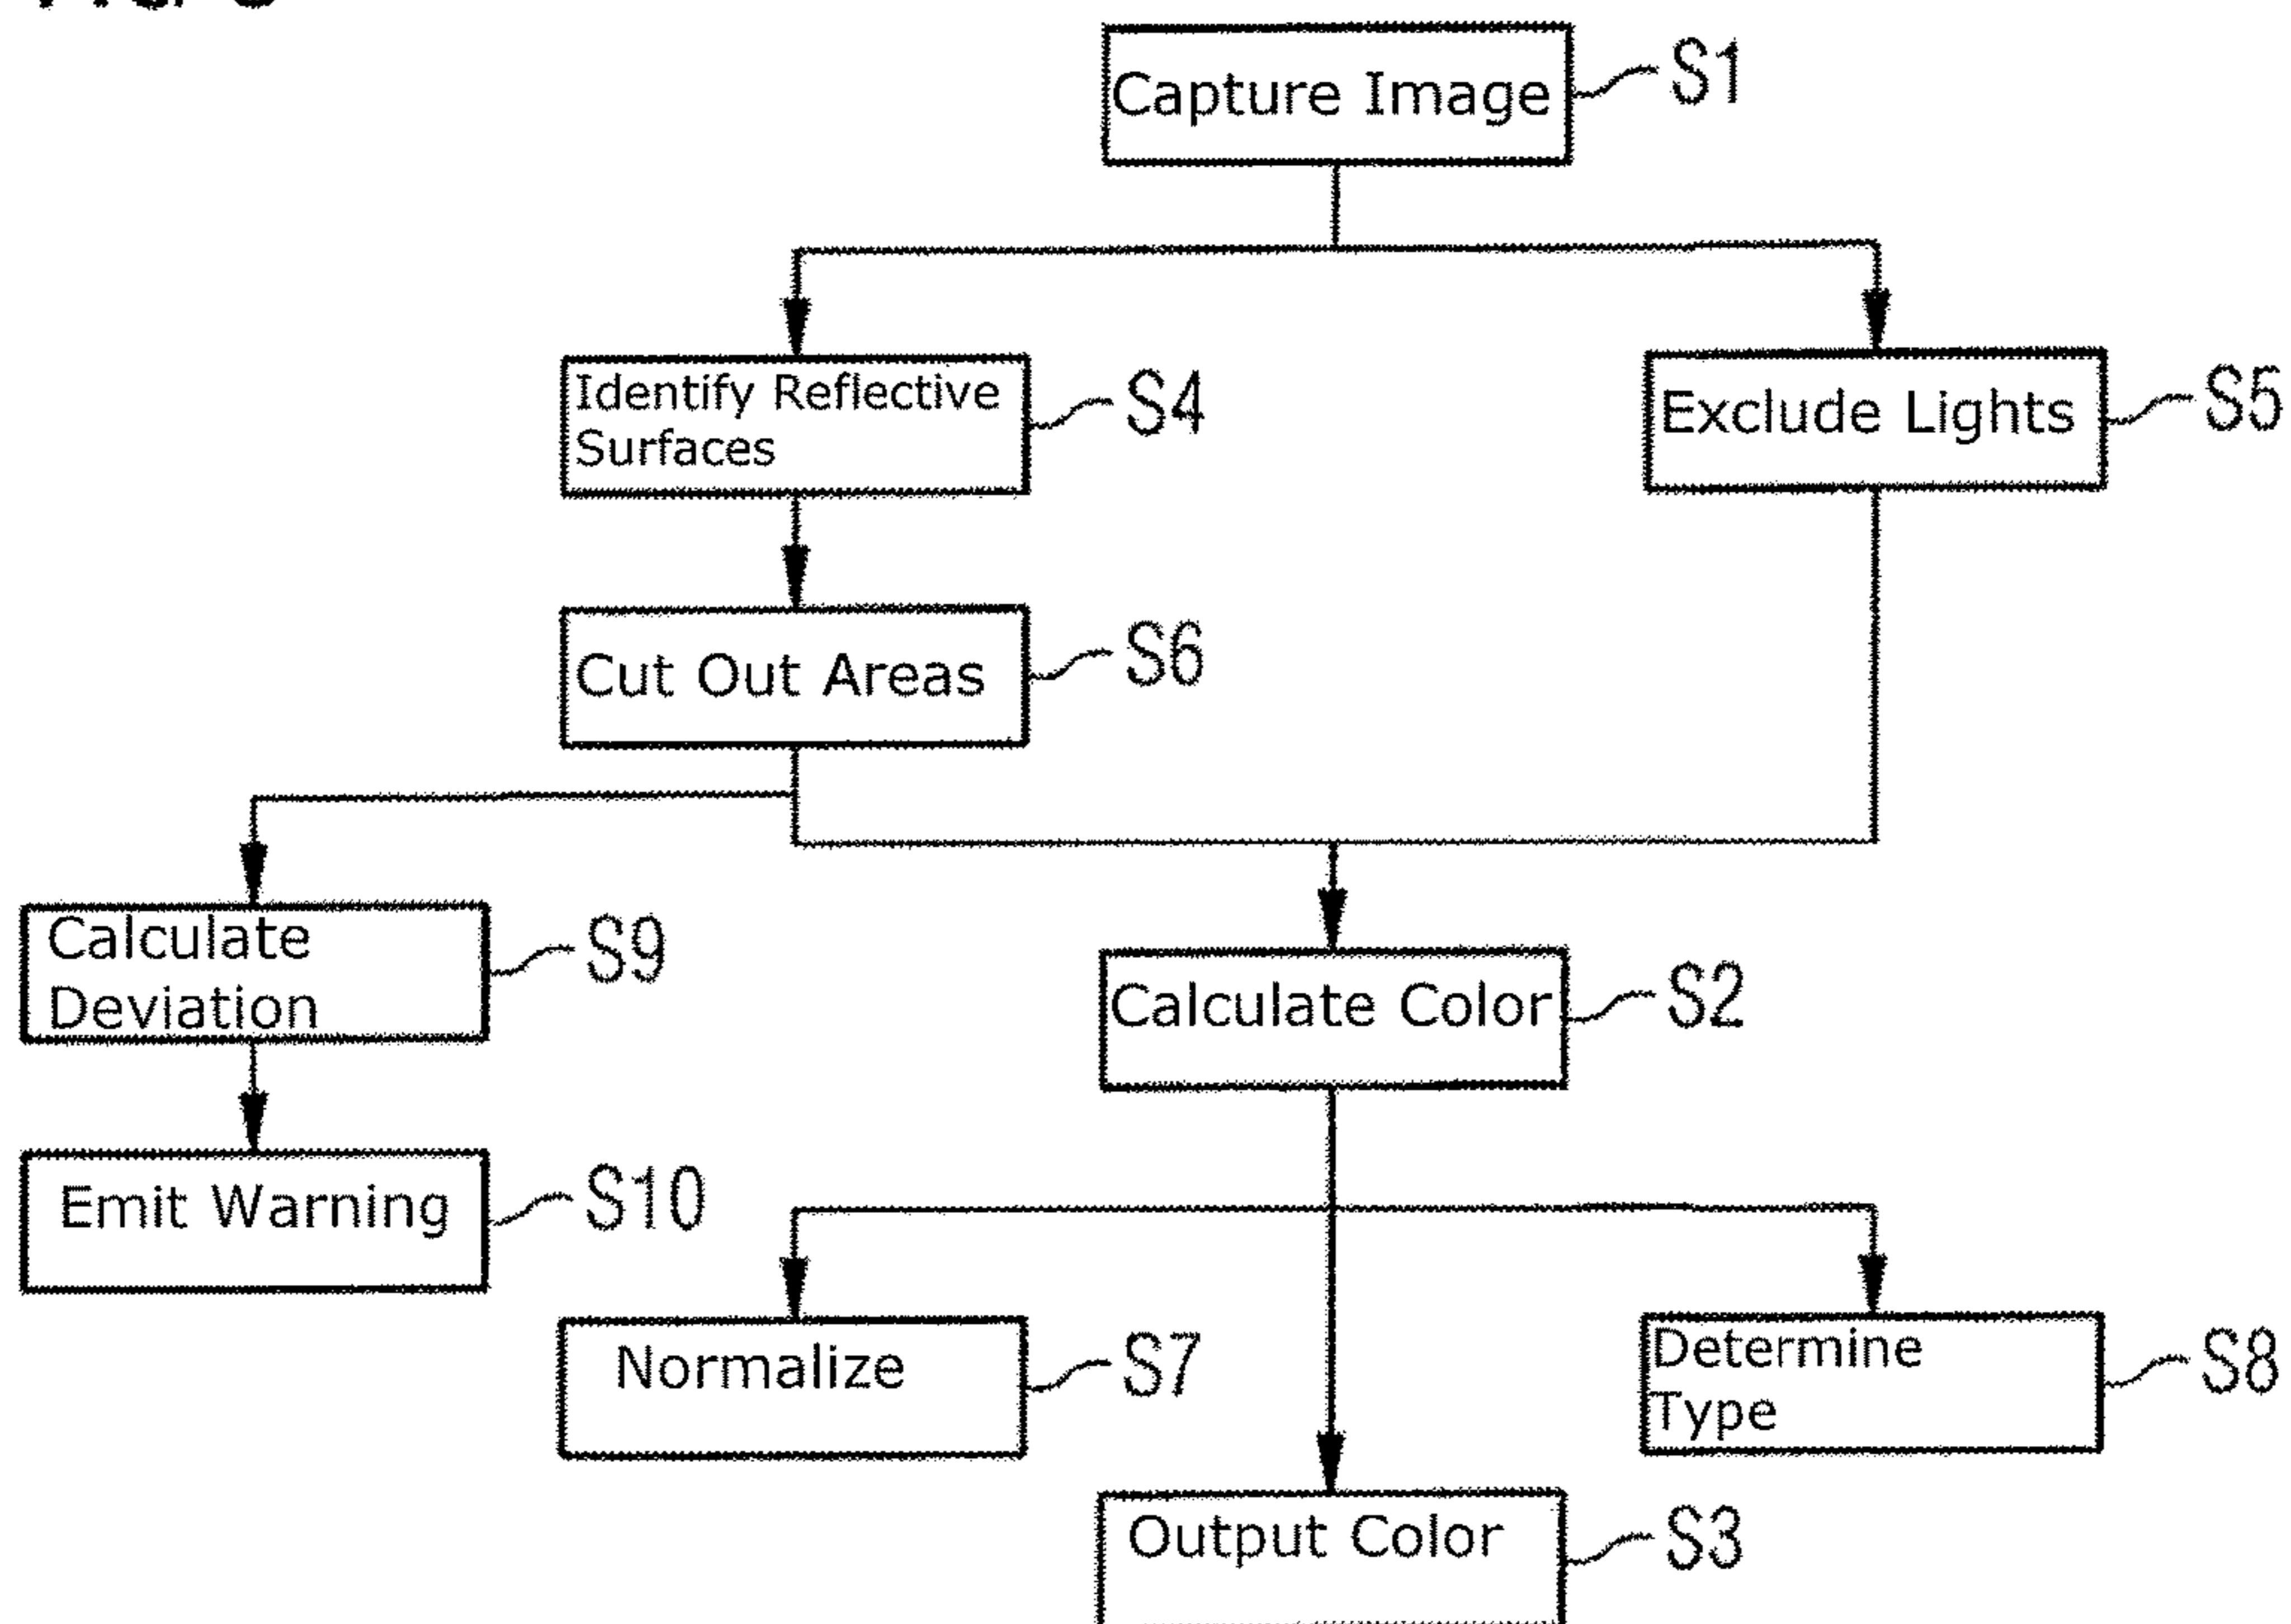 Capture Image
S1
Identify Reflective
Surfaces
S4
Exclude Lights
S5
Cut Out Areas
S6
Calculate
Deviation
S9
Calculate Color
S2
Emit Warning
S10
Normalize
S7
Determine
Type
S8
Output Color
S3